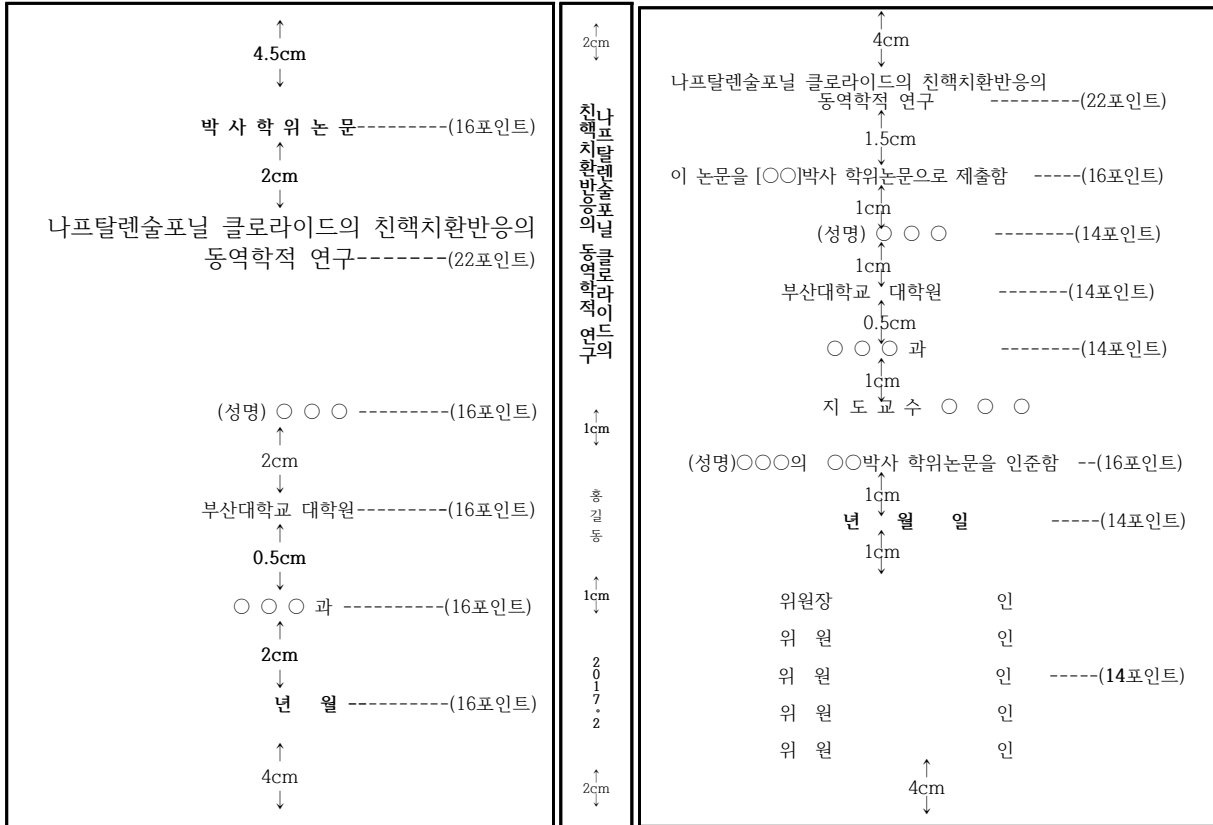 4.5cm
박 사 학 위 논 문---------(16포인트)
2cm
나프탈렌술포닐 클로라이드의 친핵치환반응의
동역학적 연구-------(22포인트)
(성명) ○ ○ ○ ---------(16포인트)
2cm
부산대학교 대학원---------(16포인트)
0.5cm
○ ○ ○ 과 ----------(16포인트)
2cm
년 월 ----------(16포인트)
4cm
2cm
나프탈렌술포닐 클로라이드의
친핵치환반응의 동역학적 연구
1cm
홍길동
1cm
2017.2
2cm
4cm
나프탈렌술포닐 클로라이드의 친핵치환반응의
동역학적 연구 ---------(22포인트)
1.5cm
이 논문을 [○○]박사 학위논문으로 제출함 -----(16포인트)
1cm
(성명) ○ ○ ○ --------(14포인트)
1cm
부산대학교 대학원 -------(14포인트)
0.5cm
○ ○ ○ 과 --------(14포인트)
1cm
지 도 교 수 ○ ○ ○
(성명)○○○의 ○○박사 학위논문을 인준함 --(16포인트)
1cm
년 월 일 -----(14포인트)
1cm
위원장 인
위 원 인
위 원 인 -----(14포인트)
위 원 인
위 원 인
4cm